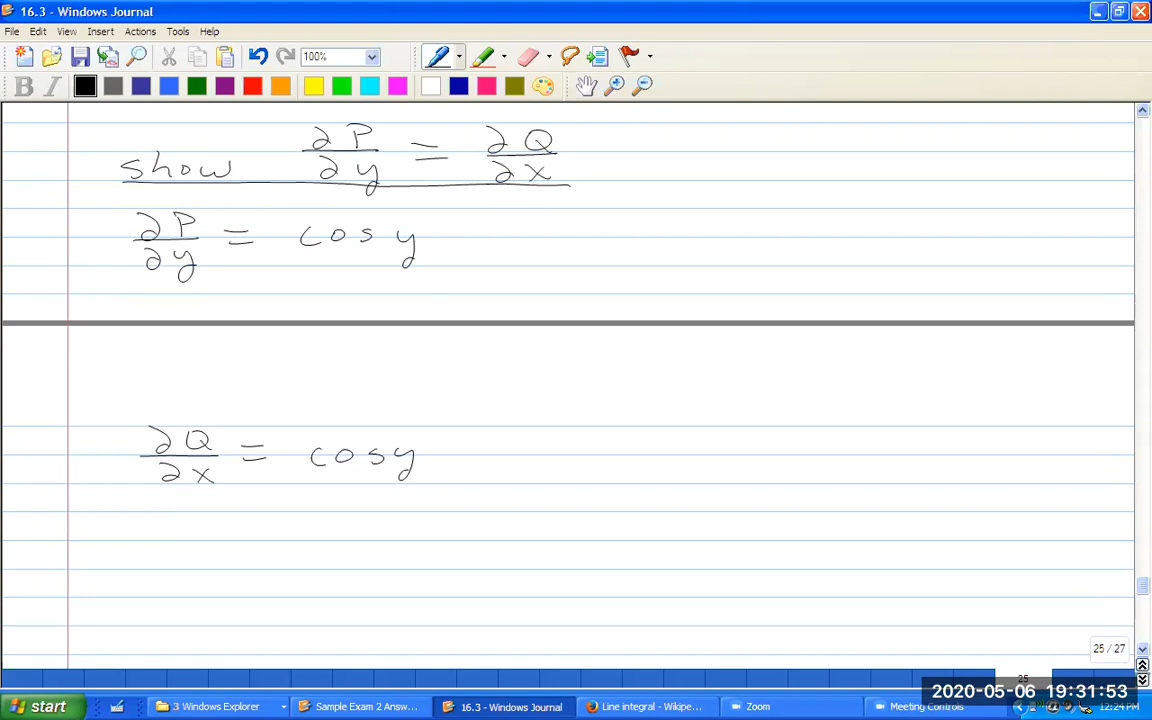 16.3 - Windows Journal
File Edit View Insert Actions Tools Help
100%
B I
show ∂P/∂y = ∂Q/∂x
∂P/∂y = cos y
∂Q/∂x = cosy
25 / 27
25
2020-05-06 19:31:53
start 3 Windows Explorer Sample Exam 2 Answ... 16.3 - Windows Journal Line integral - Wikipe... Zoom Meeting Controls 12:24 PM